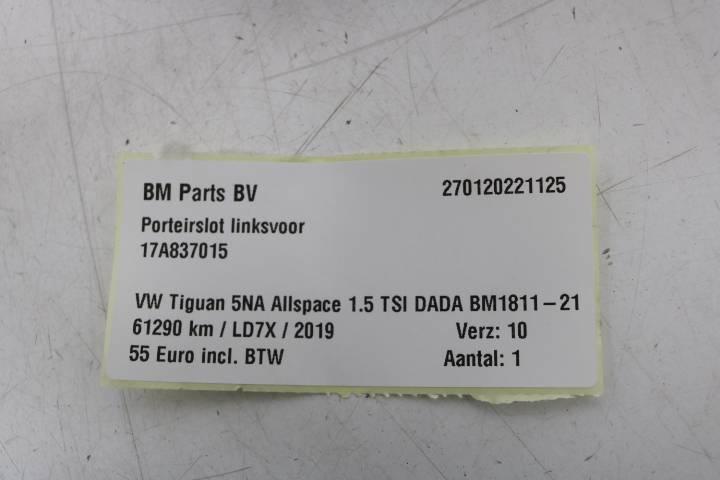 BM Parts BV 270120221125
Porteirslot linksvoor
17A837015
VW Tiguan 5NA Allspace 1.5 TSI DADA BM1811-21
61290 km / LD7X / 2019 Verz: 10
55 Euro incl. BTW Aantal: 1